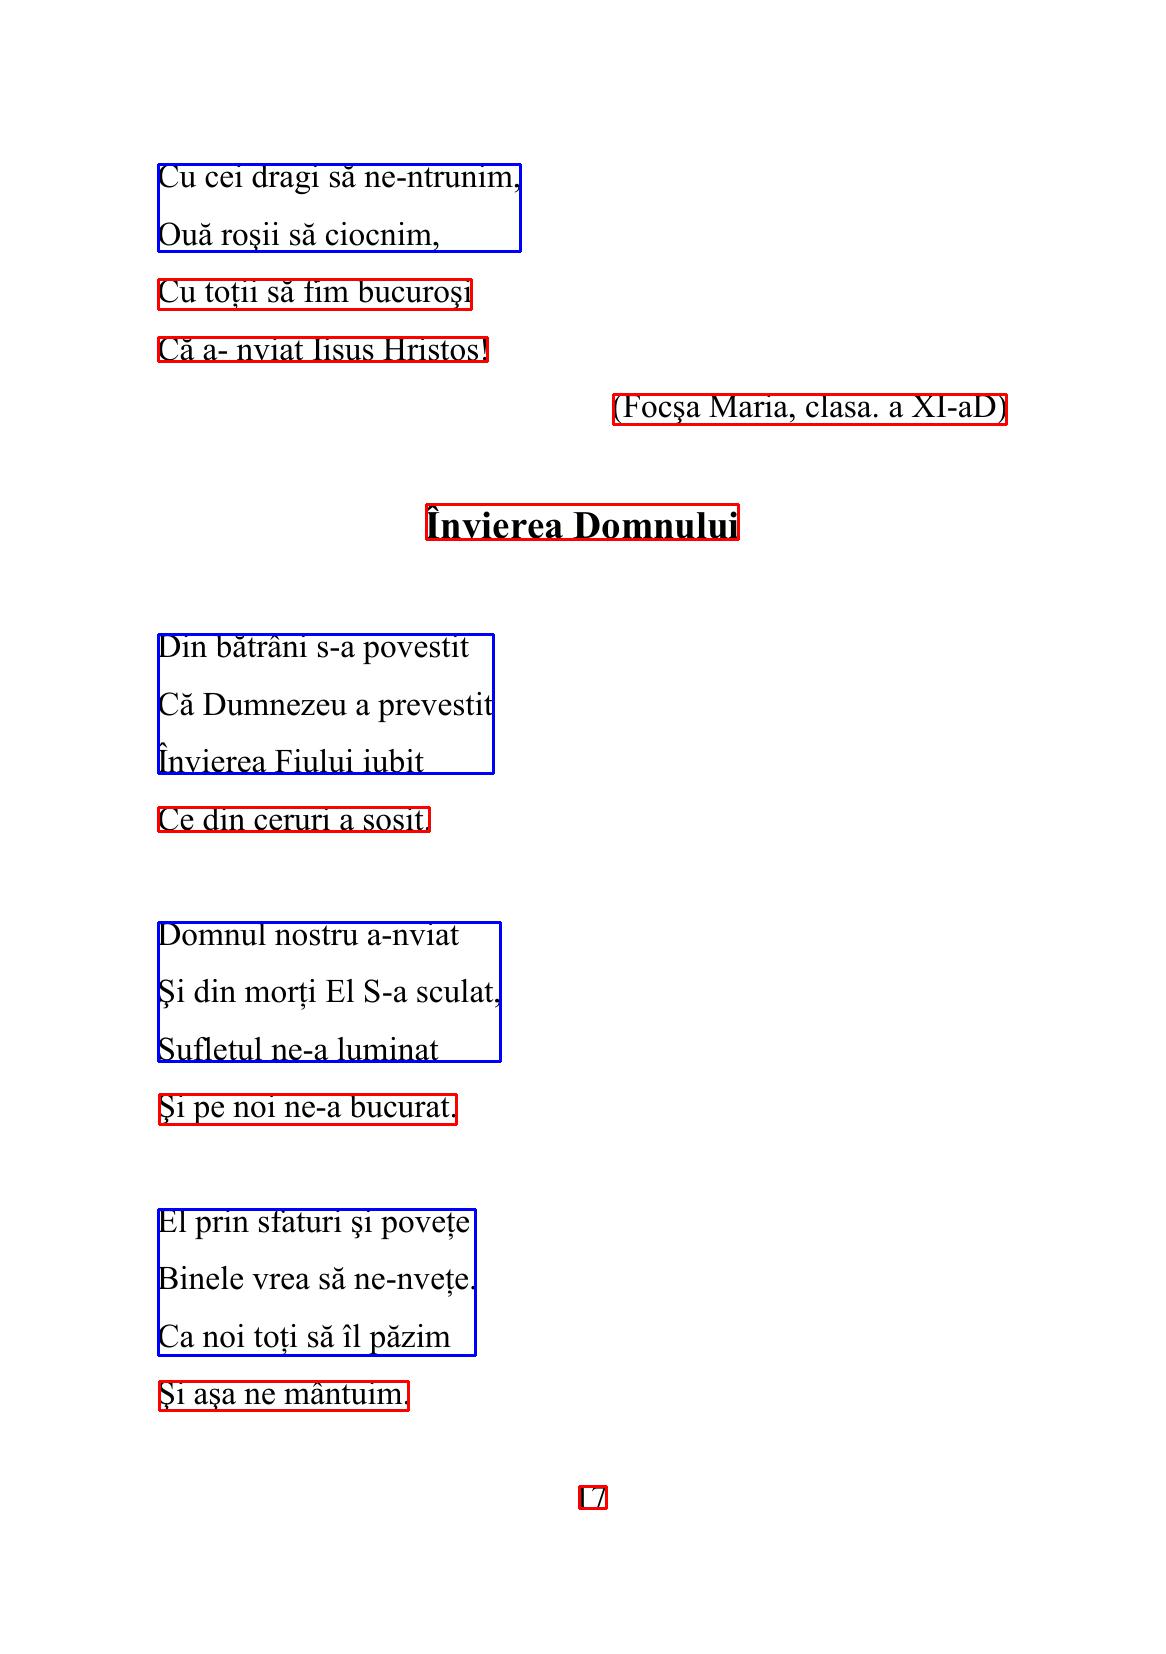 Cu cei dragi să ne-ntrunim,
Ouă roşii să ciocnim,
Cu toţii să fim bucuroşi
Că a- nviat Iisus Hristos!
(Focşa Maria, clasa. a XI-aD)
Învierea Domnului
Din bătrâni s-a povestit
Că Dumnezeu a prevestit
Învierea Fiului iubit
Ce din ceruri a sosit.
Domnul nostru a-nviat
Şi din morţi El S-a sculat,
Sufletul ne-a luminat
Şi pe noi ne-a bucurat.
El prin sfaturi şi poveţe
Binele vrea să ne-nveţe.
Ca noi toţi să îl păzim
Şi aşa ne mântuim.
17